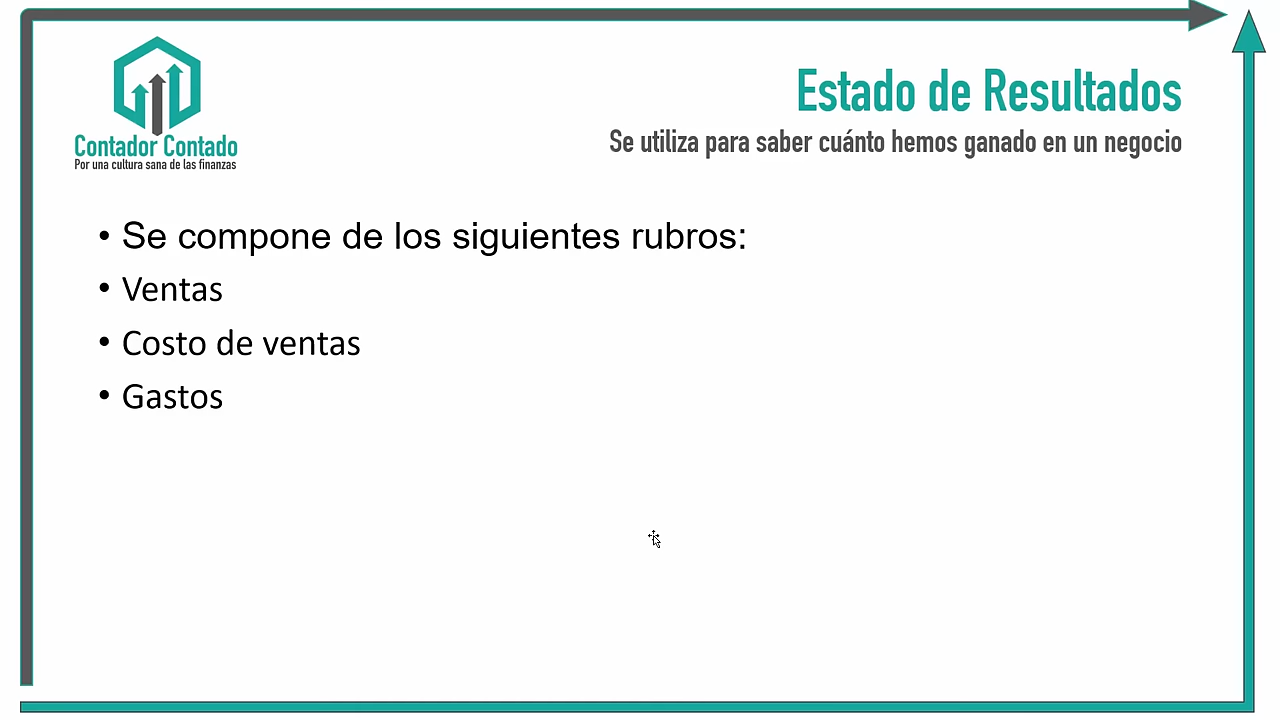 Contador Contado
Por una cultura sana de las finanzas
Estado de Resultados
Se utiliza para saber cuánto hemos ganado en un negocio
• Se compone de los siguientes rubros:
• Ventas
• Costo de ventas
• Gastos